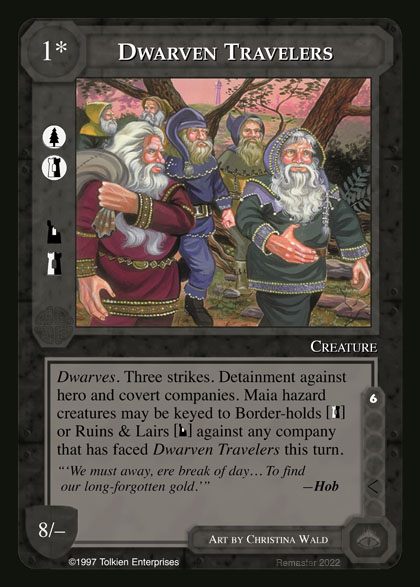 1*
DWARVEN TRAVELERS
CREATURE
Dwarves. Three strikes. Detainment against
hero and covert companies. Maia hazard
creatures may be keyed to Border-holds []
or Ruins & Lairs [] against any company
that has faced Dwarven Travelers this turn.
“‘We must away, ere break of day… To find
our long-forgotten gold.’” —Hob
6
8/–
ART BY CHRISTINA WALD
©1997 Tolkien Enterprises
Remaster 2022